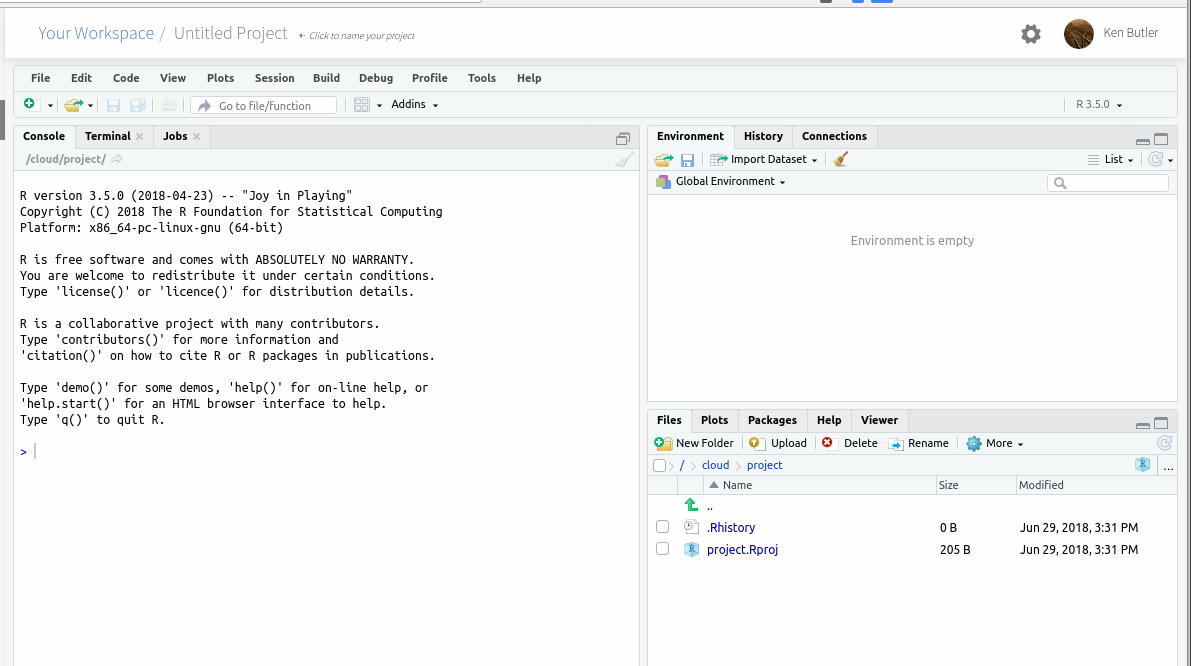 Your Workspace / Untitled Project Click to name your project
Ken Butler
File Edit Code View Plots Session Build Debug Profile Tools Help
Go to file/function Addins R 3.5.0
Console Terminal Jobs
/cloud/project/
R version 3.5.0 (2018-04-23) -- "Joy in Playing"
Copyright (C) 2018 The R Foundation for Statistical Computing
Platform: x86_64-pc-linux-gnu (64-bit)
R is free software and comes with ABSOLUTELY NO WARRANTY.
You are welcome to redistribute it under certain conditions.
Type 'license()' or 'licence()' for distribution details.
R is a collaborative project with many contributors.
Type 'contributors()' for more information and
'citation()' on how to cite R or R packages in publications.
Type 'demo()' for some demos, 'help()' for on-line help, or
'help.start()' for an HTML browser interface to help.
Type 'q()' to quit R.
>
Environment History Connections
Import Dataset List
Global Environment
Environment is empty
Files Plots Packages Help Viewer
New Folder Upload Delete Rename More
/ cloud project R ...
Name Size Modified
..
.Rhistory 0 B Jun 29, 2018, 3:31 PM
R project.Rproj 205 B Jun 29, 2018, 3:31 PM